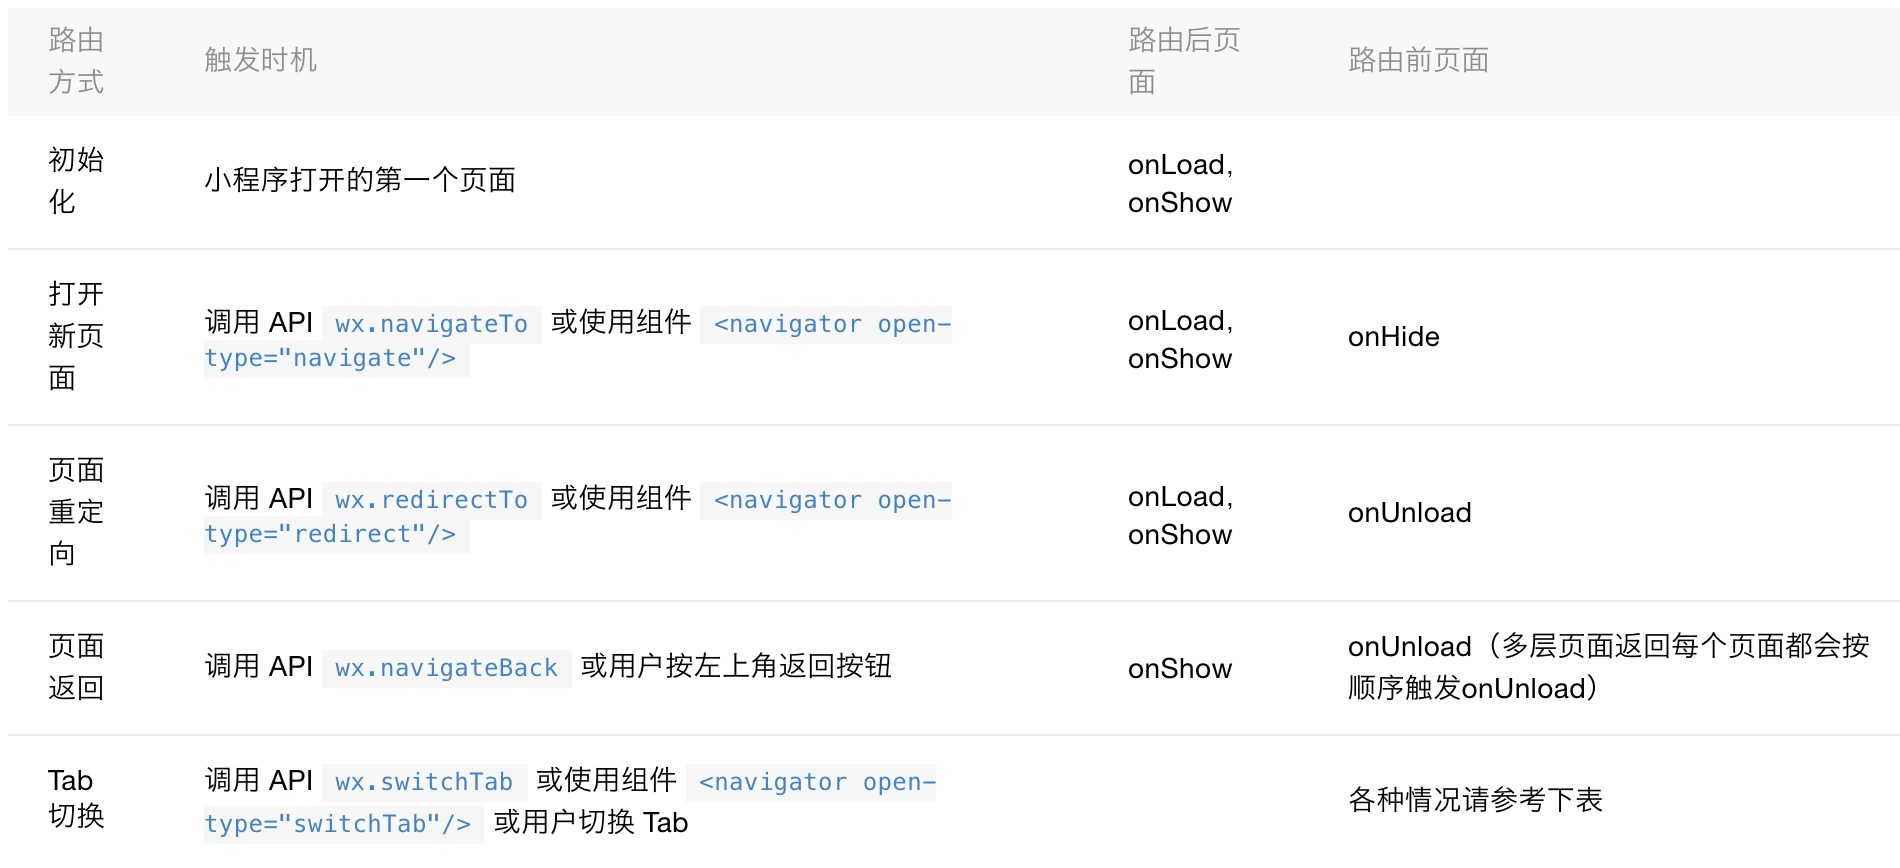 路由
方式
触发时机
路由后页
面
路由前页面
初始
化
小程序打开的第一个页面
onLoad,
onShow
打开
新页
面
调用 API wx.navigateTo 或使用组件 <navigator open-
type="navigate"/>
onLoad,
onShow
onHide
页面
重定
向
调用 API wx.redirectTo 或使用组件 <navigator open-
type="redirect"/>
onLoad,
onShow
onUnload
页面
返回
调用 API wx.navigateBack 或用户按左上角返回按钮
onShow
onUnload（多层页面返回每个页面都会按
顺序触发onUnload）
Tab
切换
调用 API wx.switchTab 或使用组件 <navigator open-
type="switchTab"/> 或用户切换 Tab
各种情况请参考下表